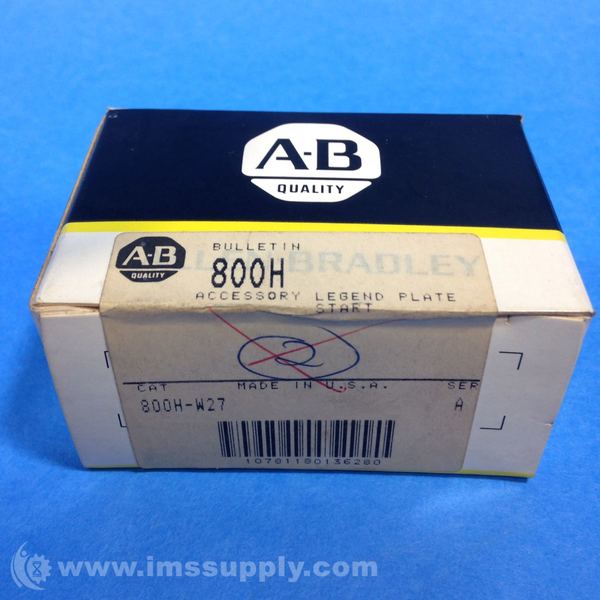 A-B
QUALITY
A-B
QUALITY
BULLETIN
ALLEN-BRADLEY
800H
ACCESSORY LEGEND PLATE
START
2
CAT MADE IN U.S.A. SER
800H-W27 A
10701180136280
www.imssupply.com